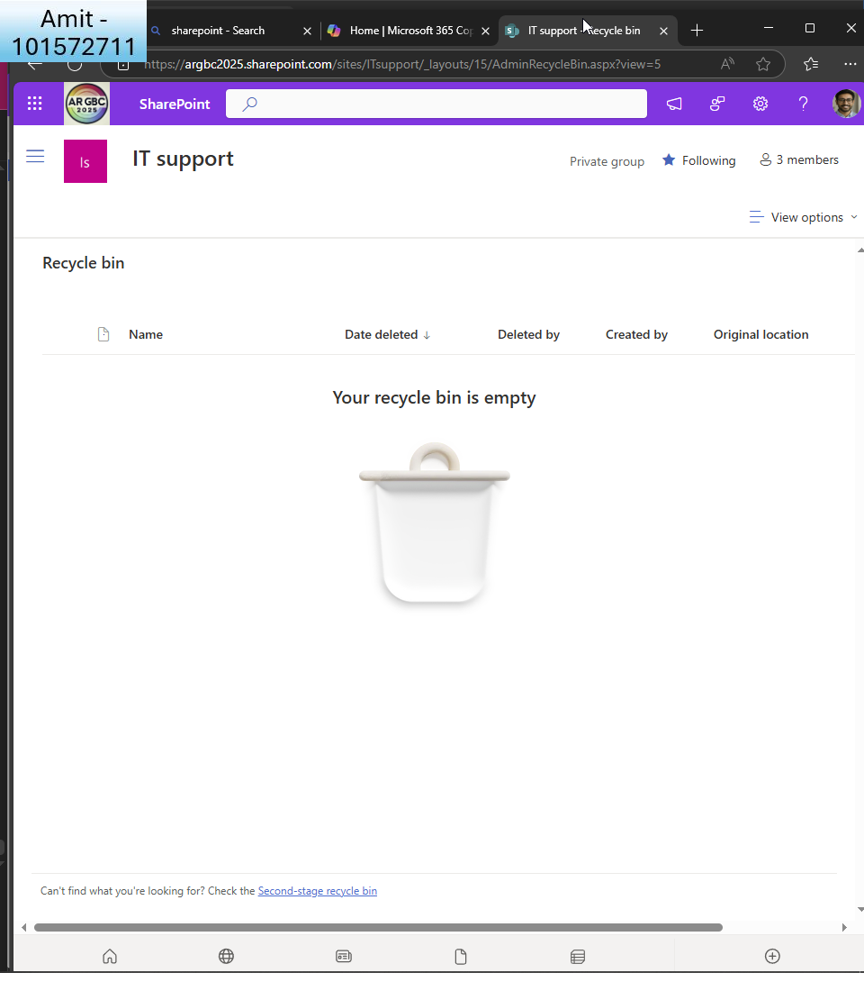 Amit -
101572711
sharepoint - Search
Home | Microsoft 365 Cop
IT support - Recycle bin
https://argbc2025.sharepoint.com/sites/ITsupport/_layouts/15/AdminRecycleBin.aspx?view=5
AR GBC
2025
SharePoint
Is
IT support
Private group
Following
3 members
View options
Recycle bin
Name
Date deleted ↓
Deleted by
Created by
Original location
Your recycle bin is empty
Can't find what you're looking for? Check the Second-stage recycle bin